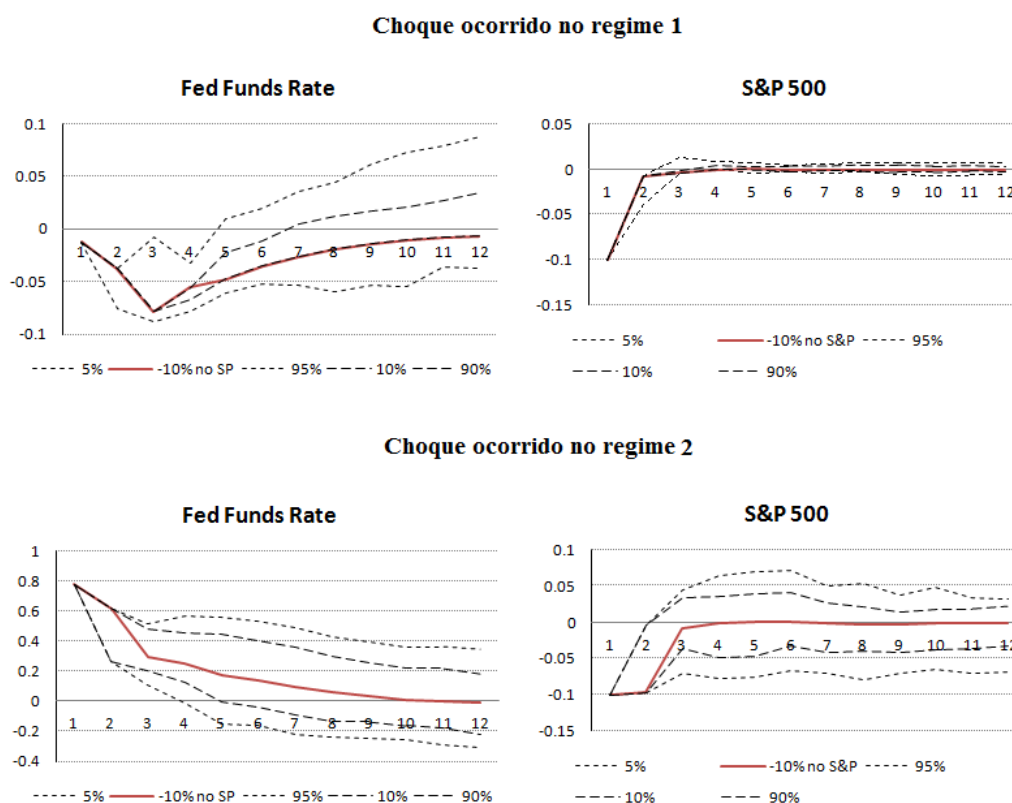 Choque ocorrido no regime 1
Fed Funds Rate
0.1
0.05
0
-0.05
-0.1
1 2 3 4 5 6 7 8 9 10 11 12
5% -10% no SP 95% 10% 90%
S&P 500
0.05
0
-0.05
-0.1
-0.15
1 2 3 4 5 6 7 8 9 10 11 12
5% -10% no S&P 95%
10% 90%
Choque ocorrido no regime 2
Fed Funds Rate
1
0.8
0.6
0.4
0.2
0
-0.2
-0.4
1 2 3 4 5 6 7 8 9 10 11 12
5% -10% no SP 95% 10% 90%
S&P 500
0.1
0.05
0
-0.05
-0.1
-0.15
1 2 3 4 5 6 7 8 9 10 11 12
5% -10% no S&P 95%
10% 90%